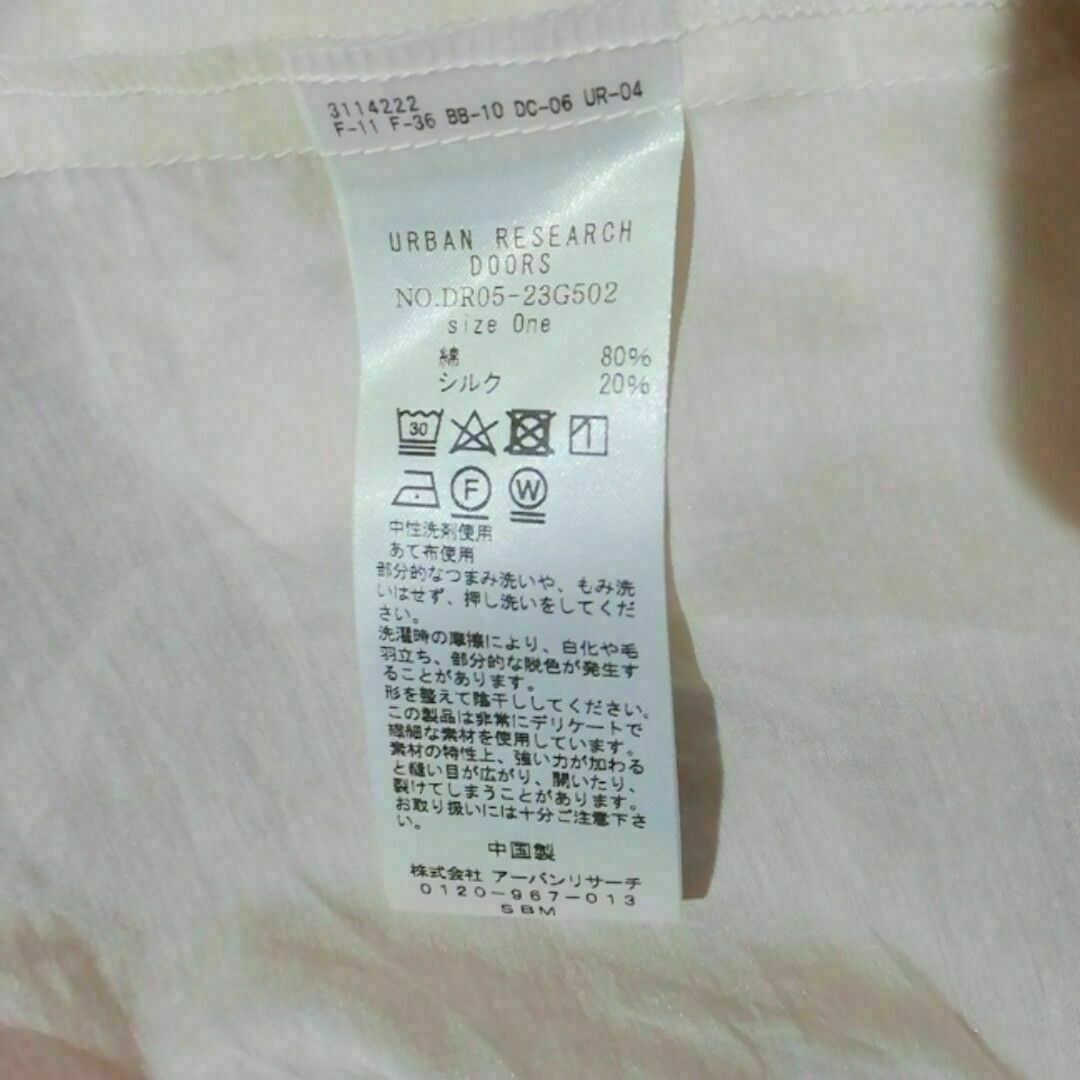 3114222
F-11 F-36 BB-10 DC-06 UR-04
URBAN RESEARCH
DOORS
NO.DR05-23G502
size One
綿 80%
シルク 20%
30
F W
中性洗剤使用
あて布使用
部分的なつまみ洗いや、もみ洗
いはせず、押し洗いをしてくだ
さい。
洗濯時の摩擦により、白化や毛
羽立ち、部分的な脱色が発生す
ることがあります。
形を整えて陰干ししてください。
この製品は非常にデリケートで
繊細な素材を使用しています。
素材の特性上、強い力が加わる
と縫い目が広がり、開いたり、
裂けてしまうことがあります。
お取り扱いには十分ご注意下さ
い。
中国製
株式会社 アーバンリサーチ
0120-967-013
SBM